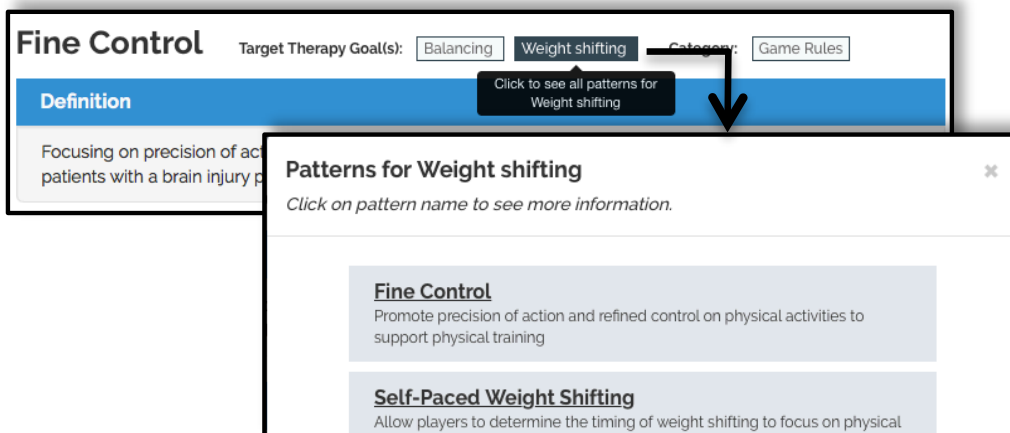 Fine Control Target Therapy Goal(s): Balancing Weight shifting Category: Game Rules
Click to see all patterns for
Weight shifting
Definition
Focusing on precision of act
patients with a brain injury p
Patterns for Weight shifting ×
Click on pattern name to see more information.
Fine Control
Promote precision of action and refined control on physical activities to
support physical training
Self-Paced Weight Shifting
Allow players to determine the timing of weight shifting to focus on physical